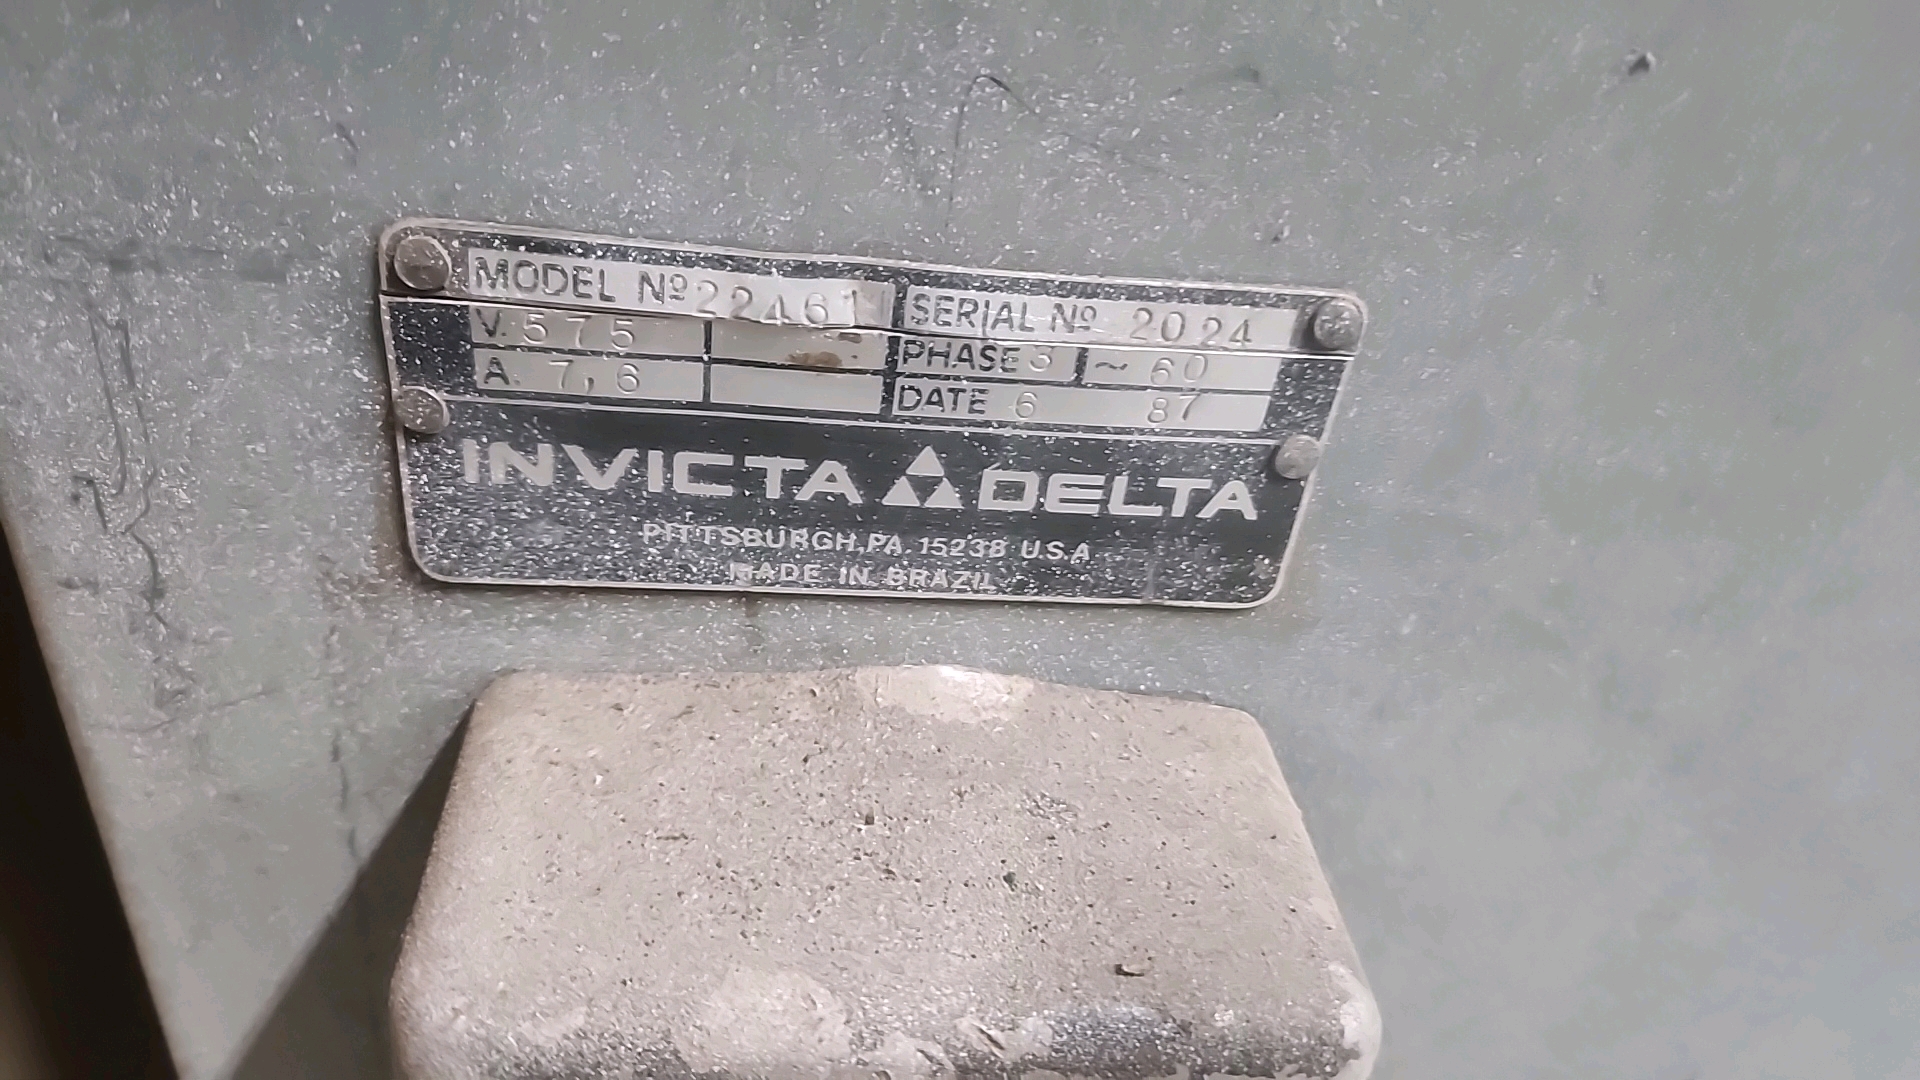 MODEL Nº 22461 SERIAL Nº 2024
V. 575 PHASE 3 ~ 60
A. 7,6 DATE 6 87
INVICTA DELTA
PITTSBURGH, PA. 15238 U.S.A
MADE IN BRAZIL